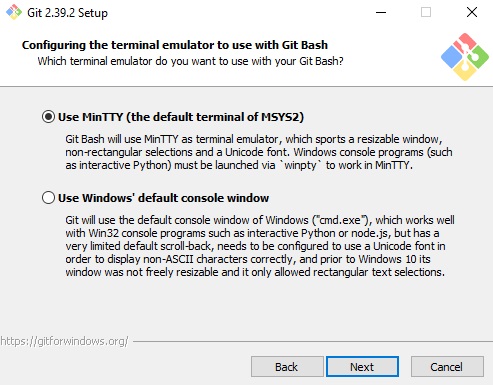 Git 2.39.2 Setup
Configuring the terminal emulator to use with Git Bash
Which terminal emulator do you want to use with your Git Bash?
Use MinTTY (the default terminal of MSYS2)
Git Bash will use MinTTY as terminal emulator, which sports a resizable window,
non-rectangular selections and a Unicode font. Windows console programs (such
as interactive Python) must be launched via `winpty` to work in MinTTY.
Use Windows' default console window
Git will use the default console window of Windows ("cmd.exe"), which works well
with Win32 console programs such as interactive Python or node.js, but has a
very limited default scroll-back, needs to be configured to use a Unicode font in
order to display non-ASCII characters correctly, and prior to Windows 10 its
window was not freely resizable and it only allowed rectangular text selections.
https://gitforwindows.org/
Back Next Cancel